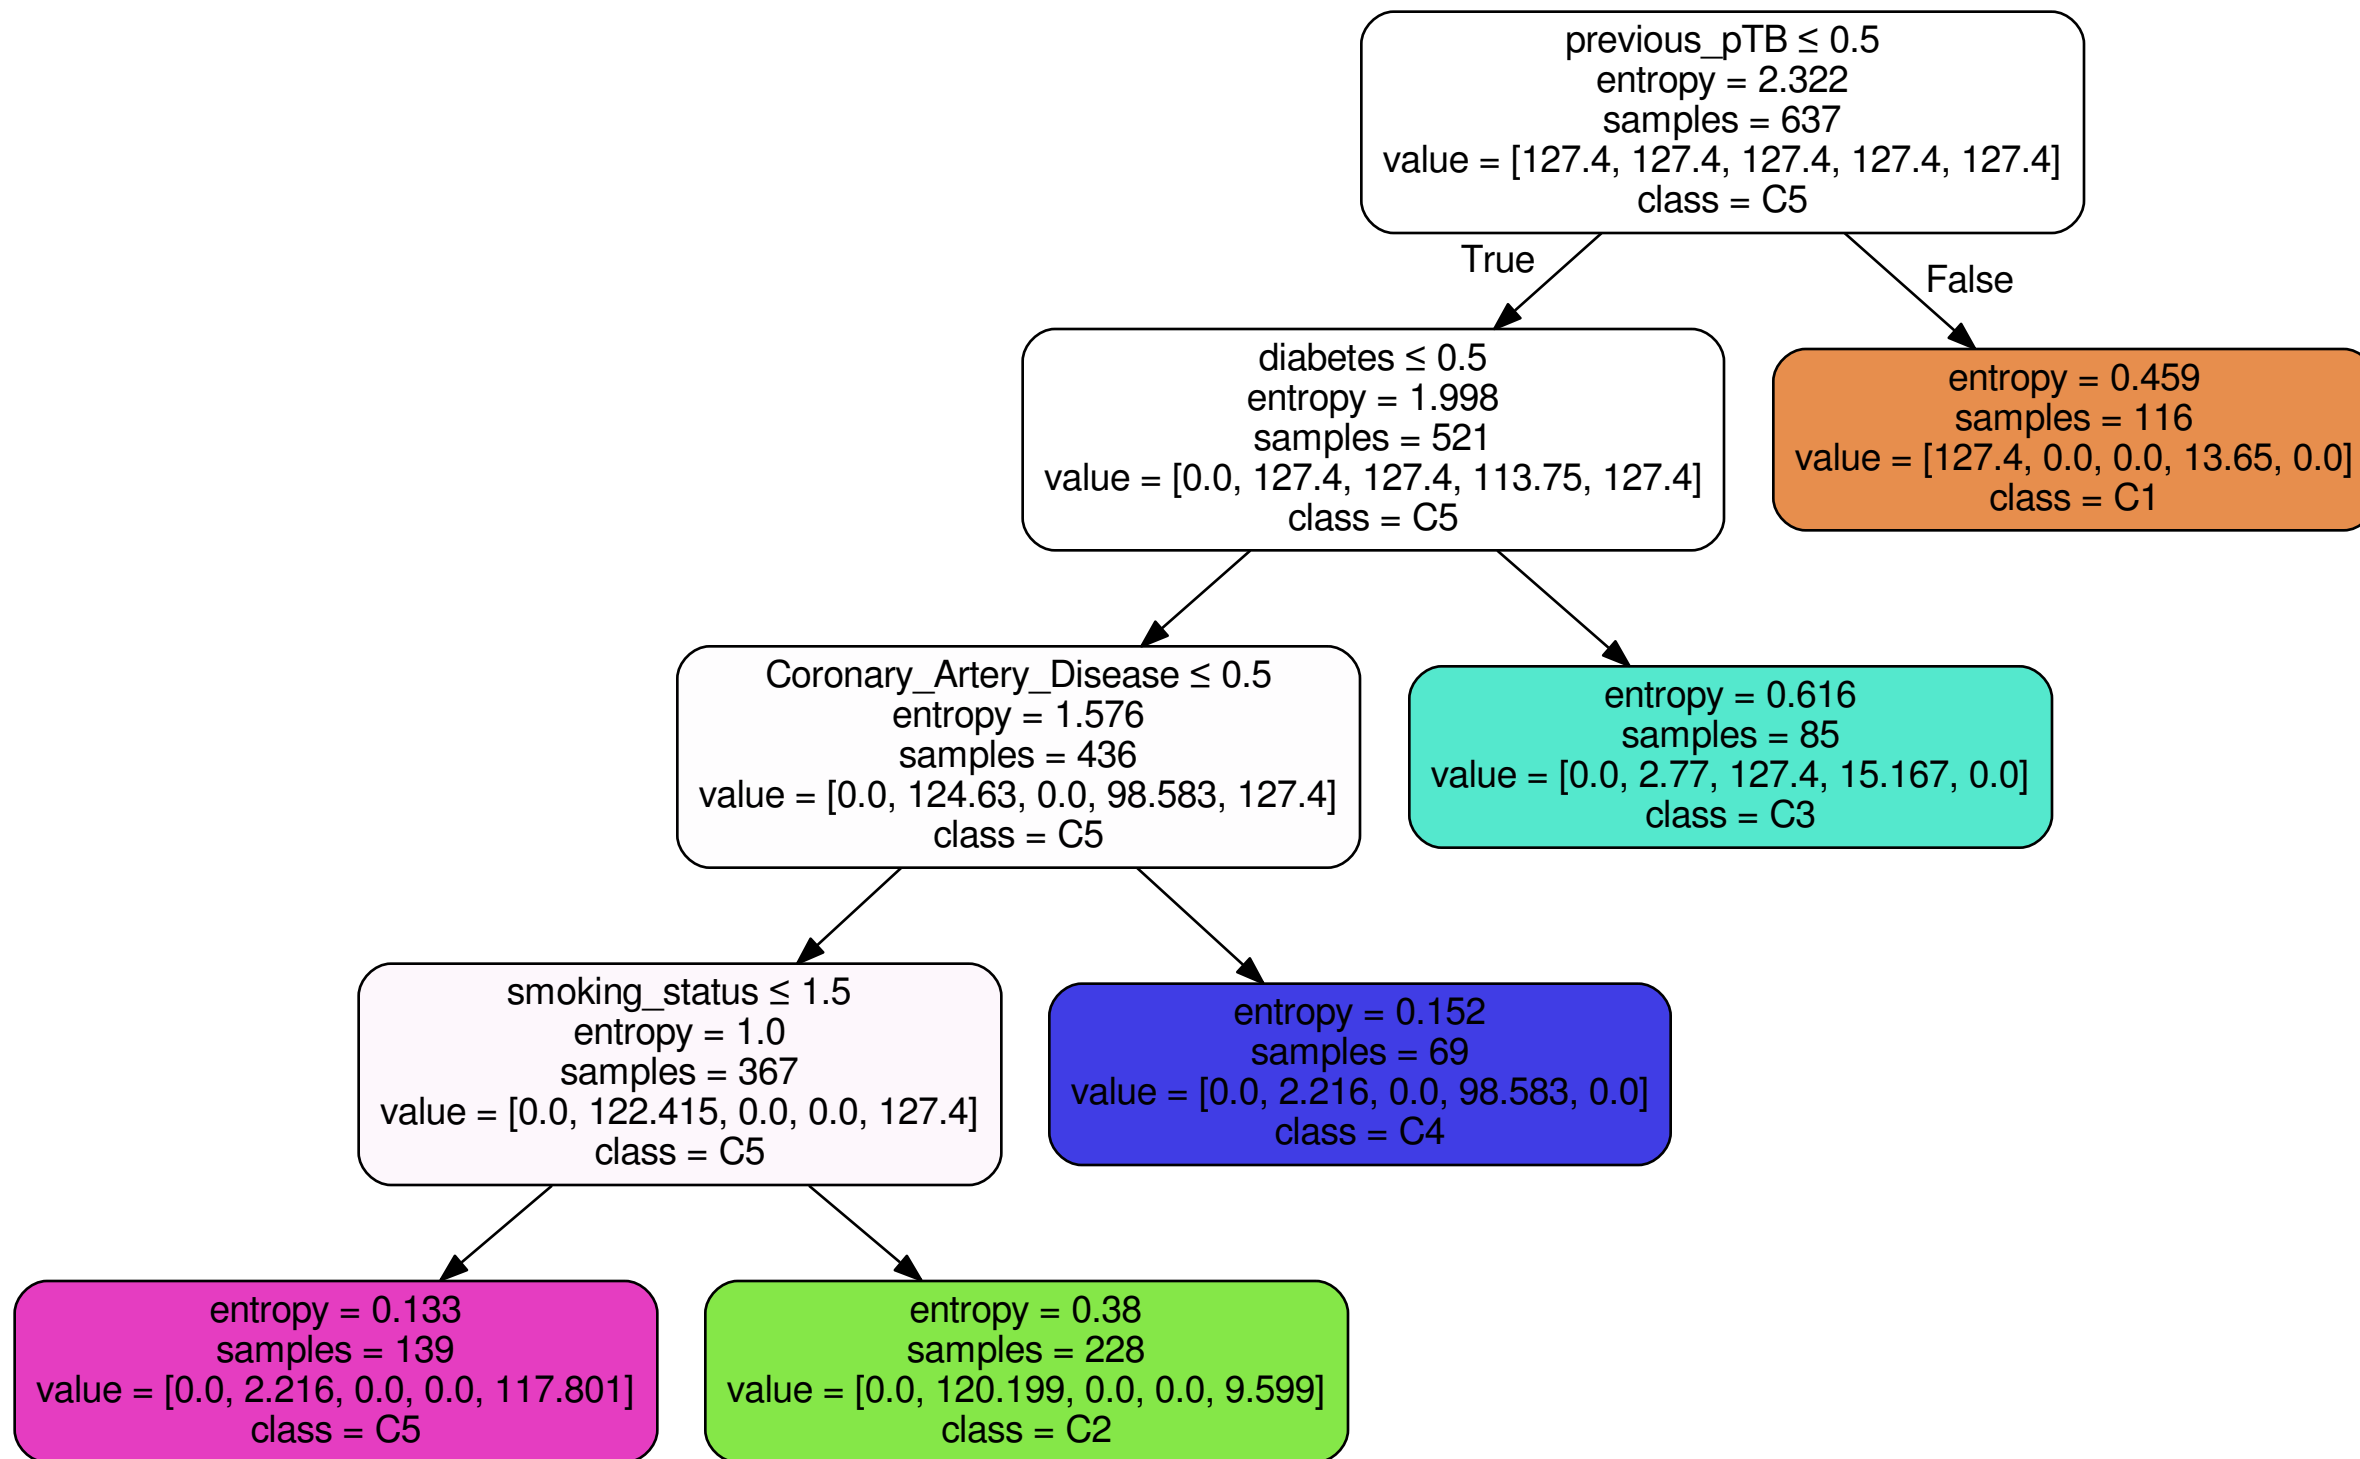 previous_pTB ≤ 0.5
entropy = 2.322
samples = 637
value = [127.4, 127.4, 127.4, 127.4, 127.4]
class = C5
True
False
diabetes ≤ 0.5
entropy = 1.998
samples = 521
value = [0.0, 127.4, 127.4, 113.75, 127.4]
class = C5
entropy = 0.459
samples = 116
value = [127.4, 0.0, 0.0, 13.65, 0.0]
class = C1
Coronary_Artery_Disease ≤ 0.5
entropy = 1.576
samples = 436
value = [0.0, 124.63, 0.0, 98.583, 127.4]
class = C5
entropy = 0.616
samples = 85
value = [0.0, 2.77, 127.4, 15.167, 0.0]
class = C3
smoking_status ≤ 1.5
entropy = 1.0
samples = 367
value = [0.0, 122.415, 0.0, 0.0, 127.4]
class = C5
entropy = 0.152
samples = 69
value = [0.0, 2.216, 0.0, 98.583, 0.0]
class = C4
entropy = 0.133
samples = 139
value = [0.0, 2.216, 0.0, 0.0, 117.801]
class = C5
entropy = 0.38
samples = 228
value = [0.0, 120.199, 0.0, 0.0, 9.599]
class = C2